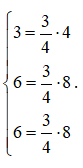 3 = 3/4 · 4
6 = 3/4 · 8 .
6 = 3/4 · 8